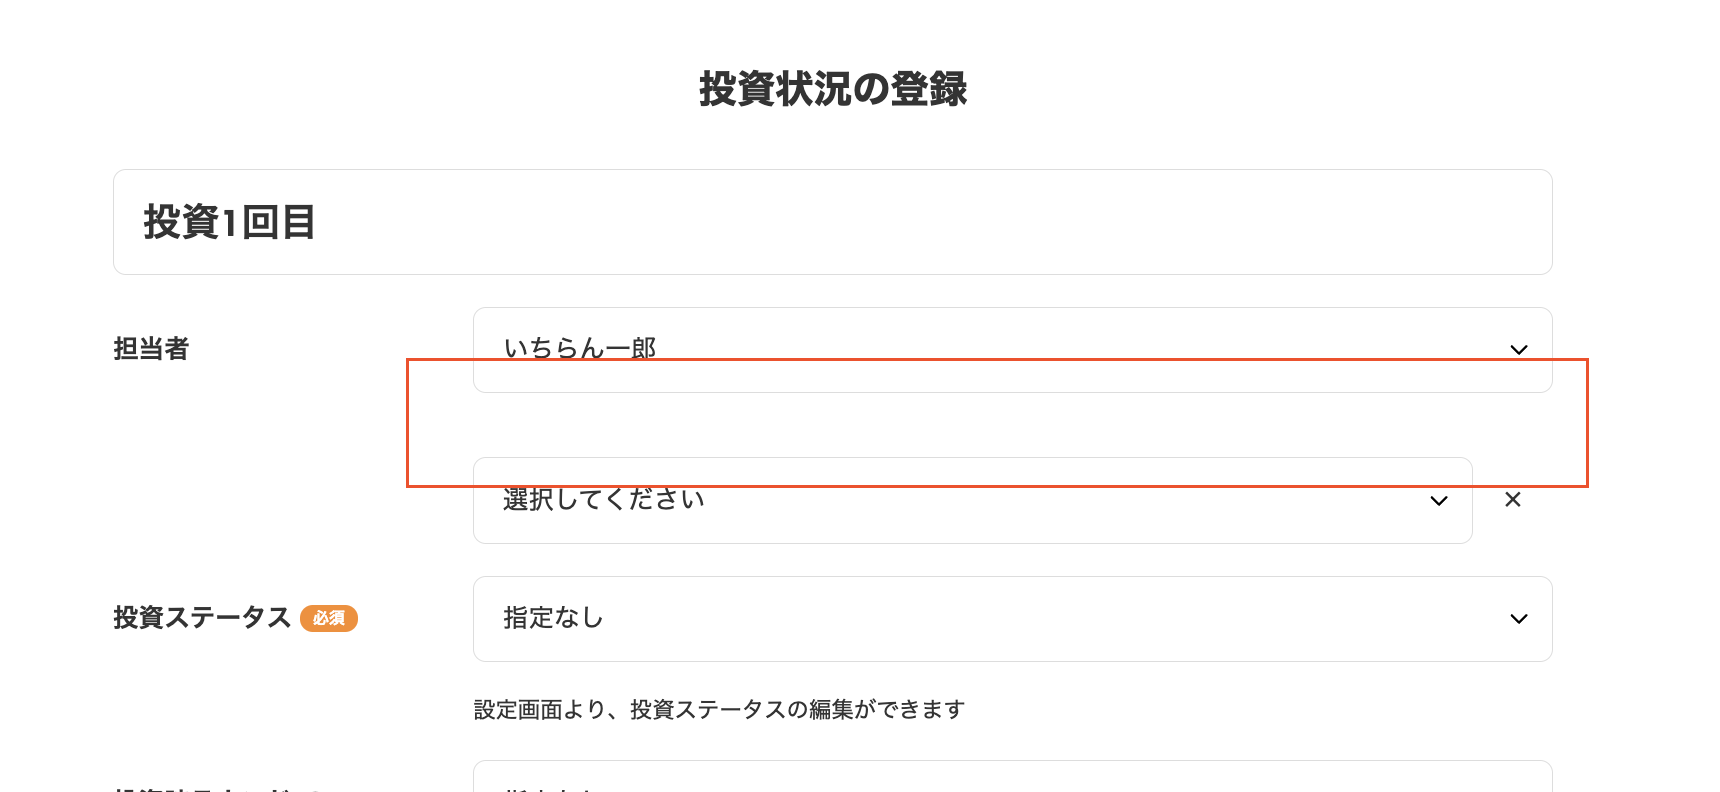 投資状況の登録
投資1回目
担当者
いちらん一郎
選択してください
投資ステータス 必須
指定なし
設定画面より、投資ステータスの編集ができます